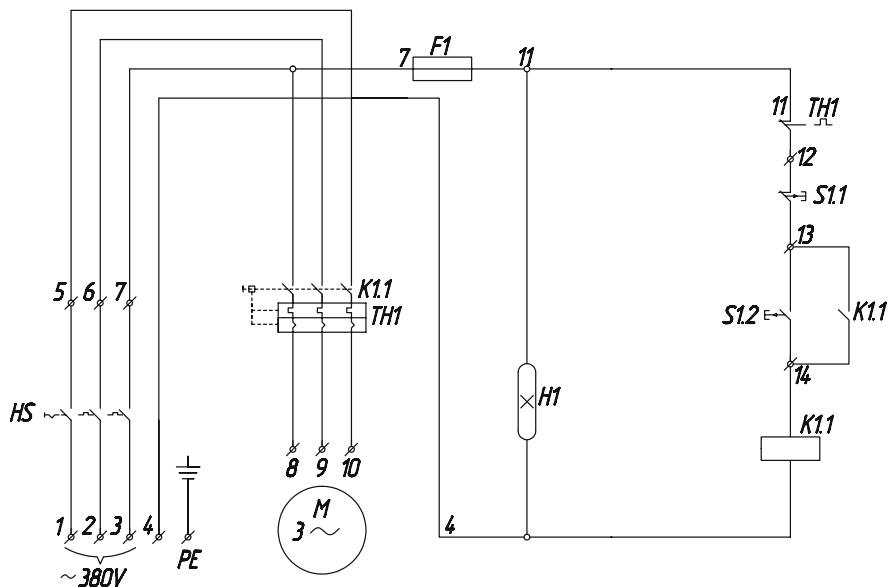 7 F1 11
11 TH1
12
S1.1
13
5 6 7 K1.1
TH1
S1.2 K1.1
14
HS H1
K1.1
8 9 10
M
3 ~
1 2 3 4 PE 4
~380V